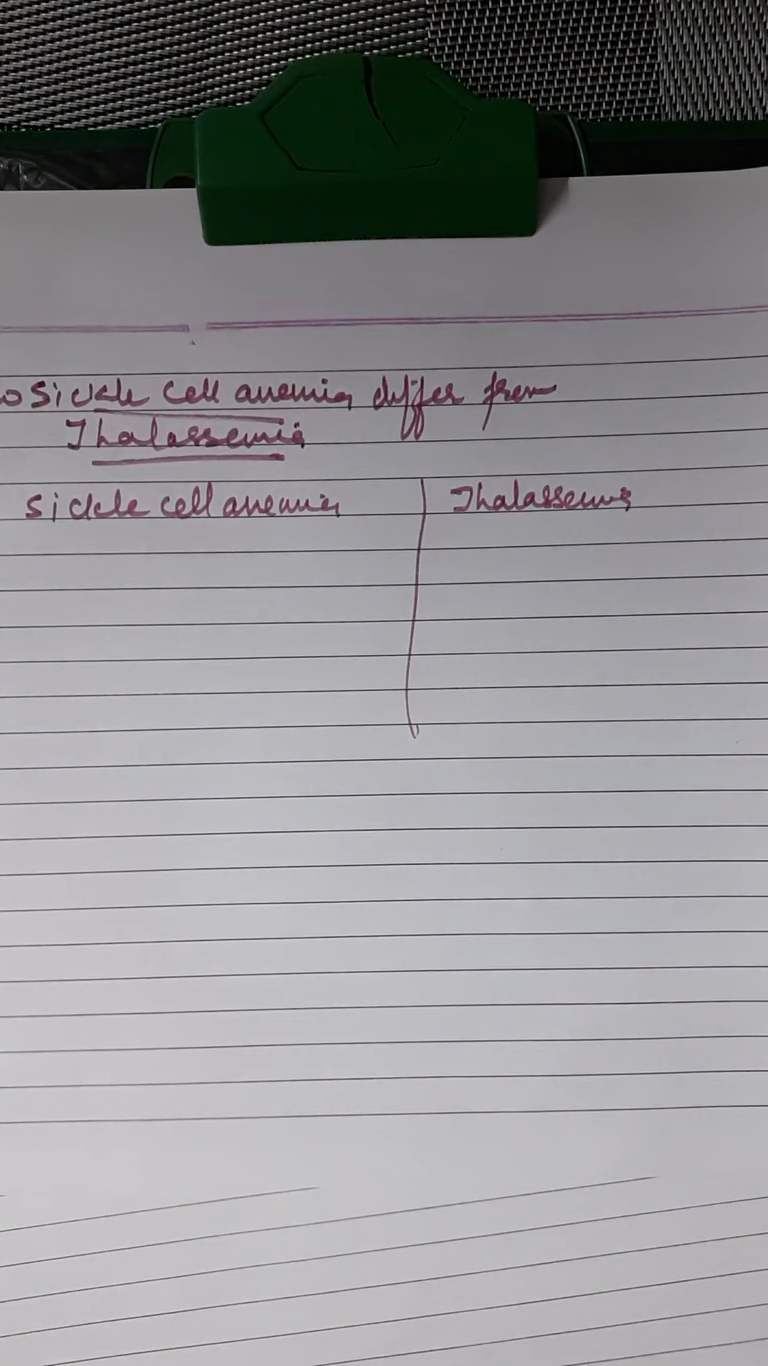 Sickle cell anemia differ from
Thalassemia
Sickle cell anemia Thalassemia